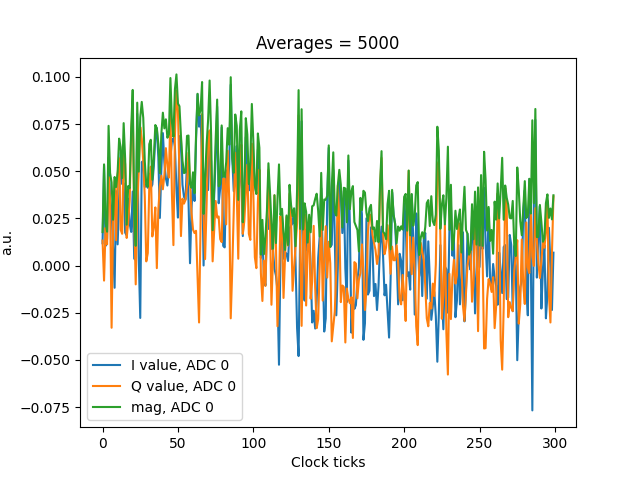 Averages = 5000
0.100
0.075
0.050
0.025
0.000
−0.025
−0.050
−0.075
a.u.
I value, ADC 0
Q value, ADC 0
mag, ADC 0
0 50 100 150 200 250 300
Clock ticks